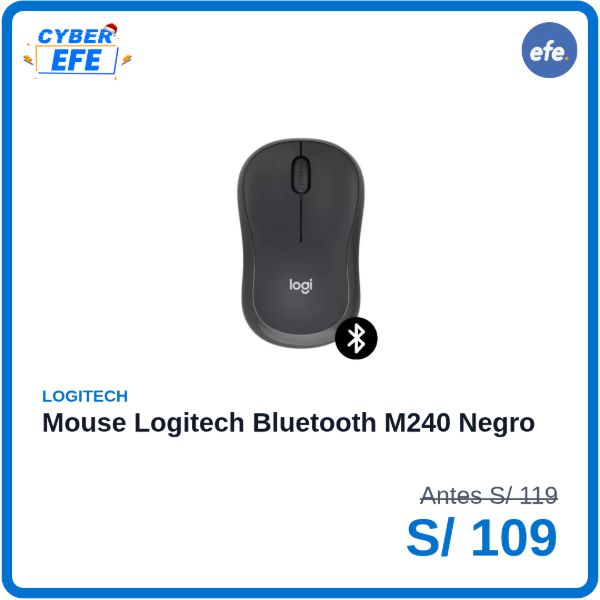 CYBER
EFE
efe.
logi
LOGITECH
Mouse Logitech Bluetooth M240 Negro
Antes S/ 119
S/ 109